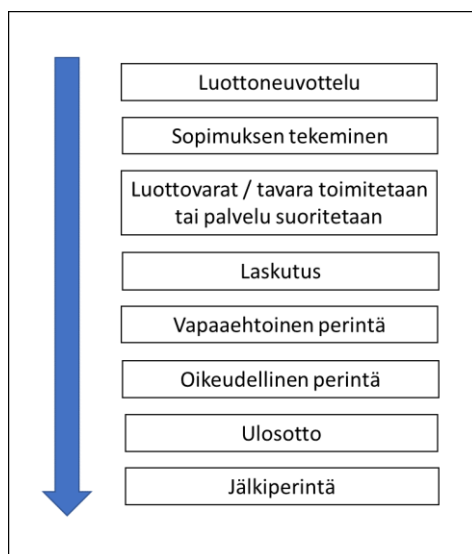 Luottoneuvottelu
Sopimuksen tekeminen
Luottovarat / tavara toimitetaan
tai palvelu suoritetaan
Laskutus
Vapaaehtoinen perintä
Oikeudellinen perintä
Ulosotto
Jälkiperintä